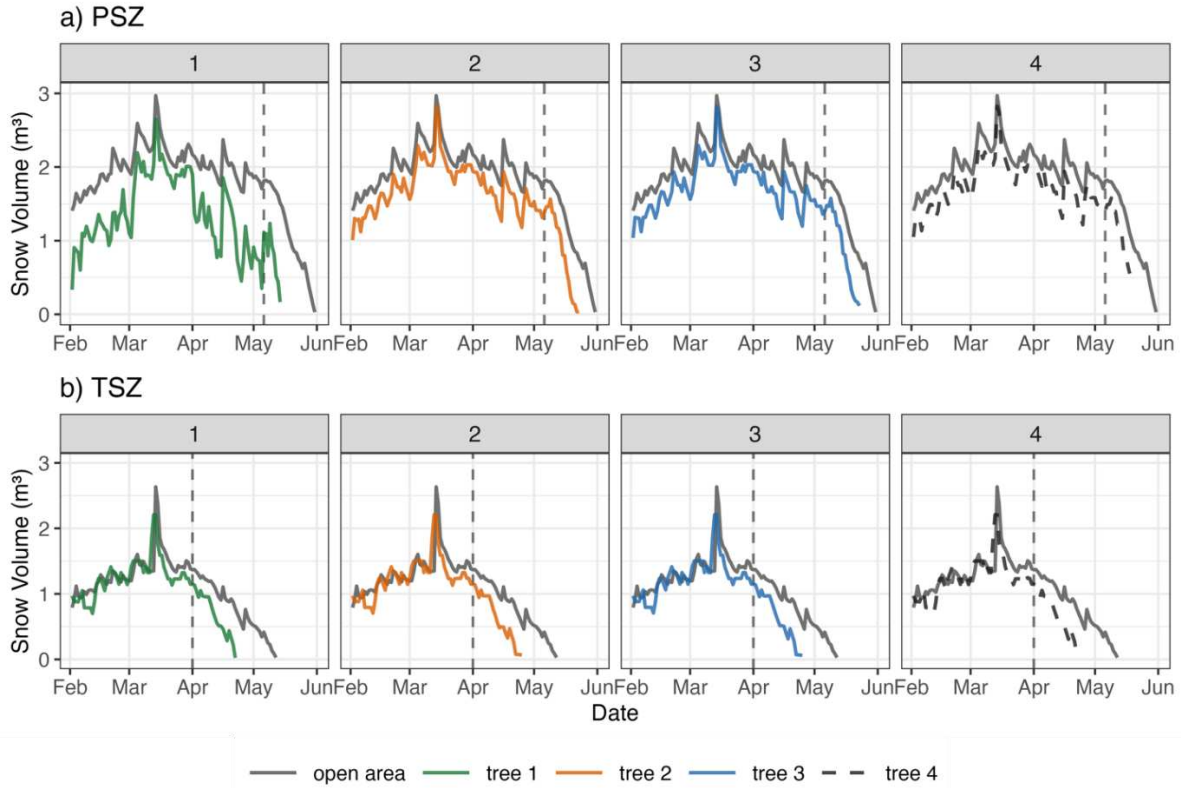 a) PSZ
1 2 3 4
Snow Volume (m³)
3
2
1
0
Feb Mar Apr May Jun Feb Mar Apr May Jun Feb Mar Apr May Jun Feb Mar Apr May Jun
b) TSZ
1 2 3 4
Snow Volume (m³)
3
2
1
0
Feb Mar Apr May Jun Feb Mar Apr May Jun Feb Mar Apr May Jun Feb Mar Apr May Jun
Date
open area tree 1 tree 2 tree 3 tree 4